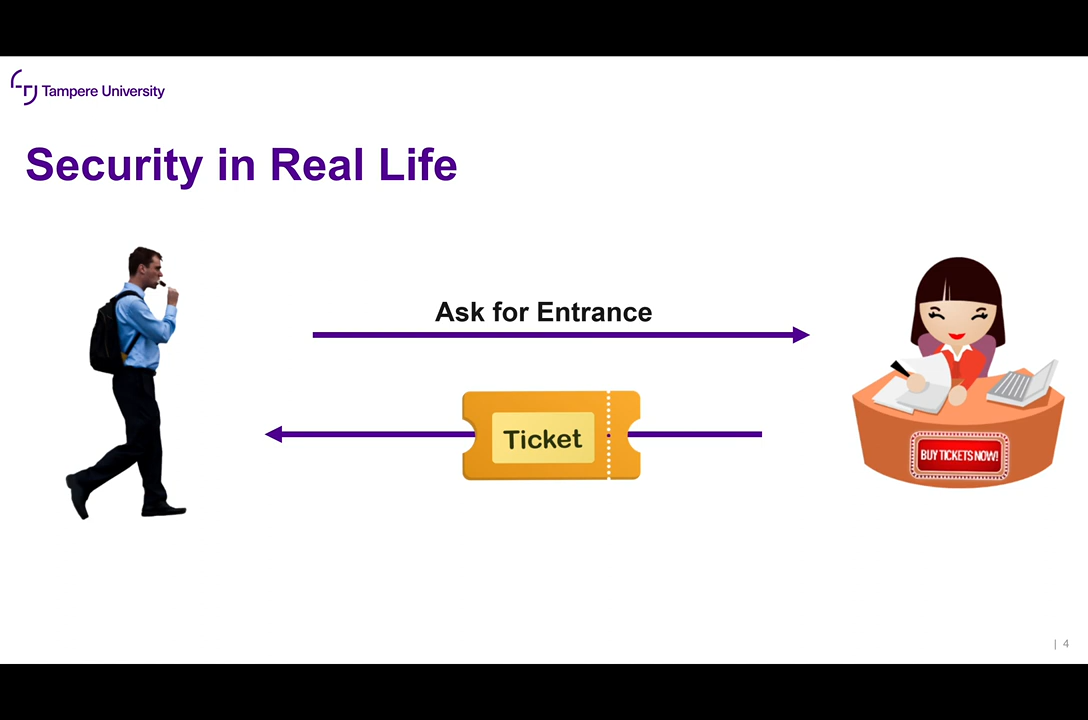 Tampere University
Security in Real Life
Ask for Entrance
Ticket
BUY TICKETS NOW!
| 4